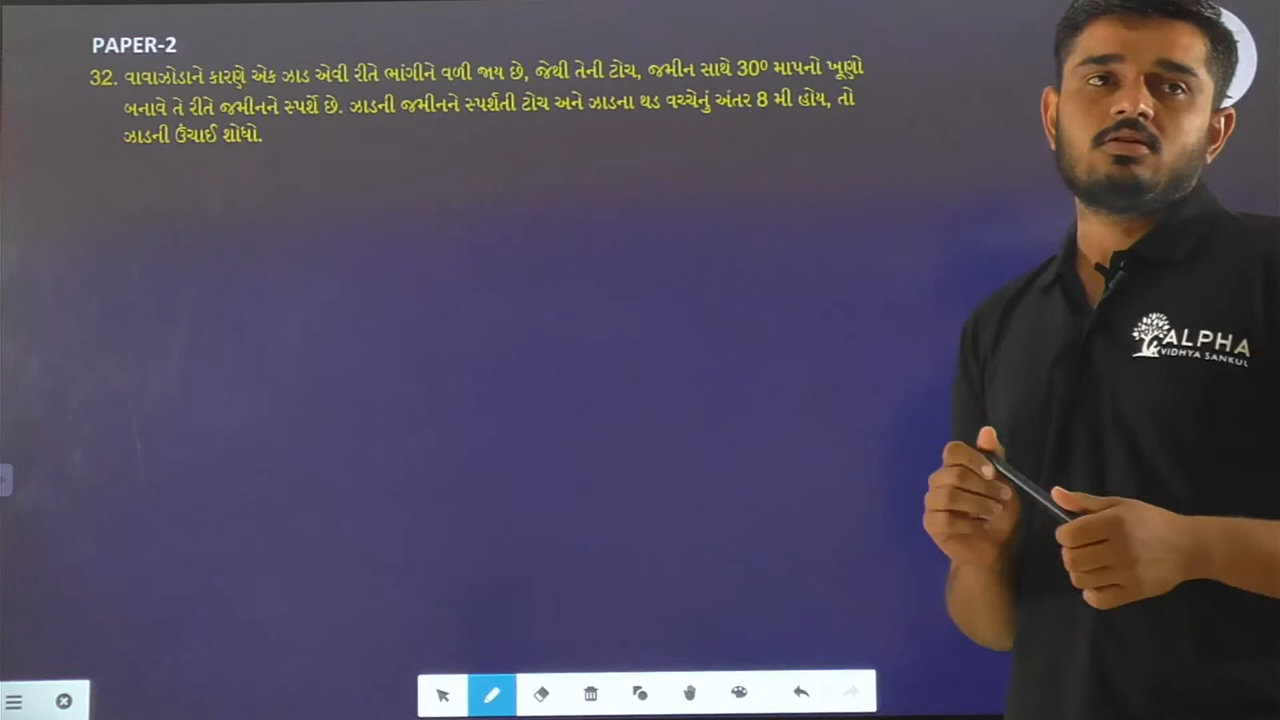 PAPER-2
32. વાવાઝોડાને કારણે એક ઝાડ એવી રીતે ભાંગીને વળી જાય છે, જેથી તેની ટોચ, જમીન સાથે 30⁰ માપનો ખૂણો
બનાવે તે રીતે જમીનને સ્પર્શે છે. ઝાડની જમીનને સ્પર્શતી ટોચ અને ઝાડના થડ વચ્ચેનું અંતર 8 મી હોય, તો
ઝાડની ઉંચાઈ શોધો.
ALPHA
VIDHYA SANKUL